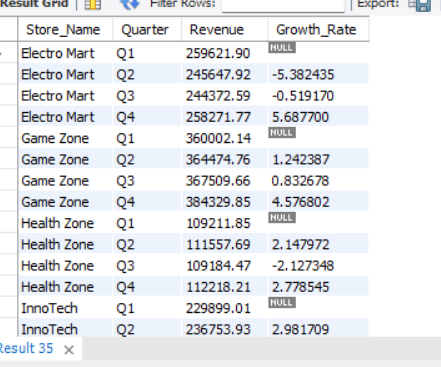 Result Grid Filter Rows: Export:
Store_Name Quarter Revenue Growth_Rate
Electro Mart Q1 259621.90 NULL
Electro Mart Q2 245647.92 -5.382435
Electro Mart Q3 244372.59 -0.519170
Electro Mart Q4 258271.77 5.687700
Game Zone Q1 360002.14 NULL
Game Zone Q2 364474.76 1.242387
Game Zone Q3 367509.66 0.832678
Game Zone Q4 384329.85 4.576802
Health Zone Q1 109211.85 NULL
Health Zone Q2 111557.69 2.147972
Health Zone Q3 109184.47 -2.127348
Health Zone Q4 112218.21 2.778545
InnoTech Q1 229899.01 NULL
InnoTech Q2 236753.93 2.981709
Result 35